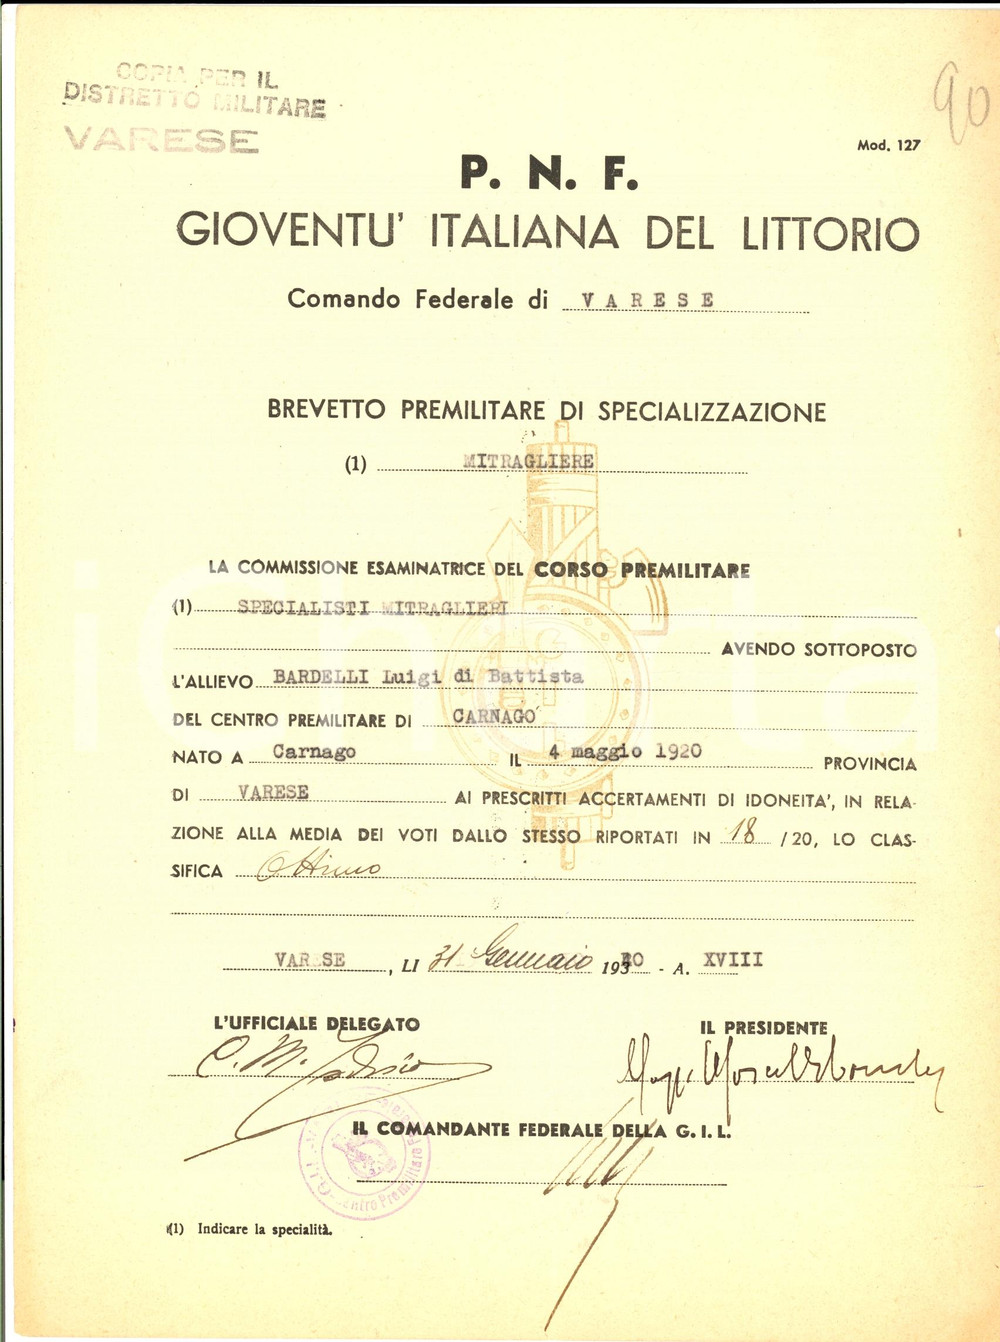 COPIA PER IL
DISTRETTO MILITARE
VARESE
90
Mod. 127
P. N. F.
GIOVENTU' ITALIANA DEL LITTORIO
Comando Federale di VARESE
BREVETTO PREMILITARE DI SPECIALIZZAZIONE
(1) MITRAGLIERE
LA COMMISSIONE ESAMINATRICE DEL CORSO PREMILITARE
(1) SPECIALISTI MITRAGLIERI
AVENDO SOTTOPOSTO
L'ALLIEVO BARDELLI Luigi di Battista
DEL CENTRO PREMILITARE DI CARNAGO
NATO A Carnago IL 4 maggio 1920 PROVINCIA
DI VARESE AI PRESCRITTI ACCERTAMENTI DI IDONEITA', IN RELA-
ZIONE ALLA MEDIA DEI VOTI DALLO STESSO RIPORTATI IN 18 /20, LO CLAS-
SIFICA Ottimo
VARESE, LI 31 Gennaio 1940 - A. XVIII
L'UFFICIALE DELEGATO
IL PRESIDENTE
IL COMANDANTE FEDERALE DELLA G. I. L.
(1) Indicare la specialità.